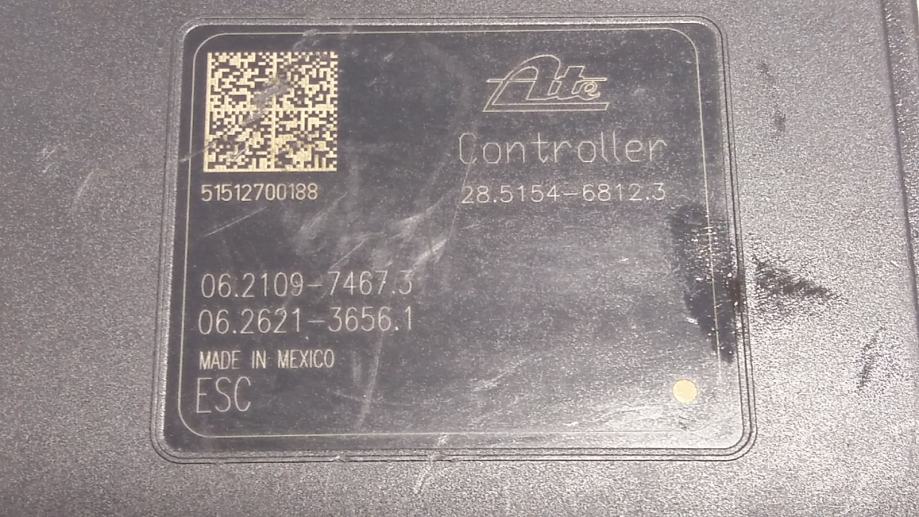 Ate
Controller
51512700188
28.5154-6812.3
06.2109-7467.3
06.2621-3656.1
MADE IN MEXICO
ESC